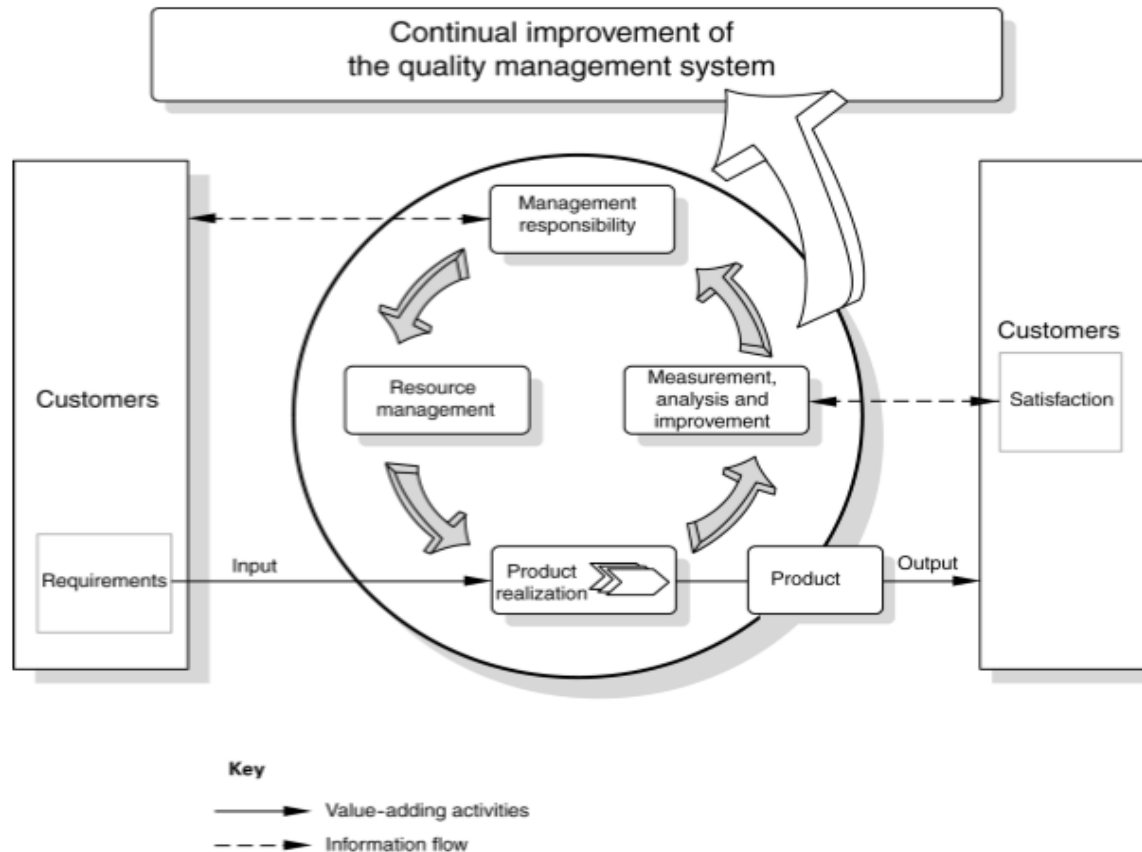 Continual improvement of
the quality management system
Management
responsibility
Customers
Resource
management
Measurement,
analysis and
improvement
Customers
Satisfaction
Requirements
Input
Product
realization
Product
Output
Key
Value-adding activities
Information flow